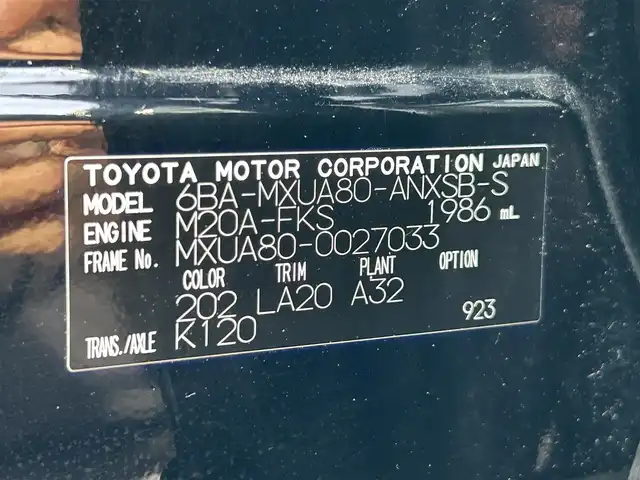 TOYOTA MOTOR CORPORATION JAPAN
MODEL 6BA-MXUA80-ANXSB-S
ENGINE M20A-FKS 1986 mL
FRAME No. MXUA80-0027033
COLOR TRIM PLANT OPTION
202 LA20 A32
TRANS./AXLE K120 923